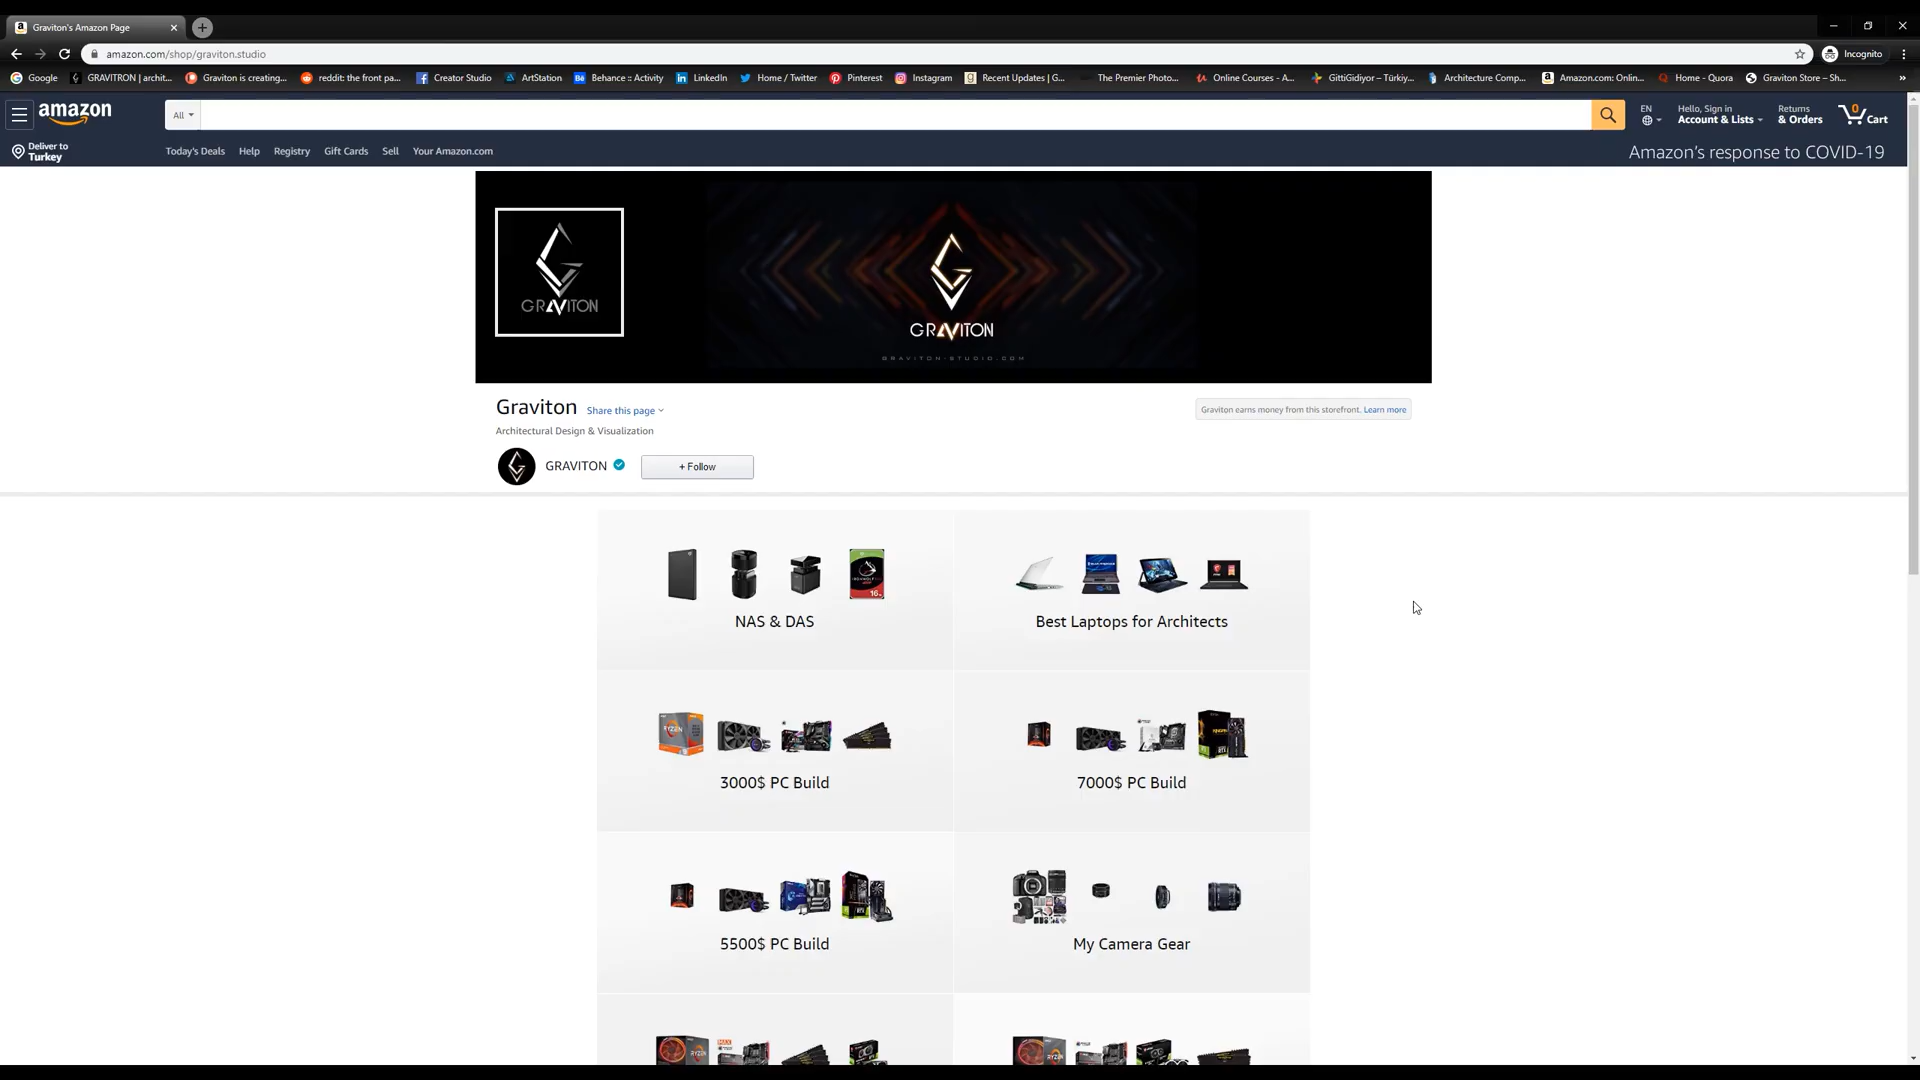 Graviton's Amazon Page
amazon.com/shop/graviton.studio
Incognito
Google
GRAVITRON | archit...
Graviton is creating...
reddit: the front pa...
Creator Studio
ArtStation
Behance :: Activity
LinkedIn
Home / Twitter
Pinterest
Instagram
Recent Updates | G...
The Premier Photo...
Online Courses - A...
GittiGidiyor – Türkiy...
Architecture Comp...
Amazon.com: Onlin...
Home - Quora
Graviton Store – Sh...
amazon
All
EN
Hello, Sign in
Account & Lists
Returns
& Orders
0
Cart
Deliver to
Turkey
Today's Deals
Help
Registry
Gift Cards
Sell
Your Amazon.com
Amazon's response to COVID-19
GRAVITON
GRAVITON
GRAVITON-STUDIO.COM
Graviton
Share this page
Graviton earns money from this storefront. Learn more
Architectural Design & Visualization
GRAVITON
+ Follow
NAS & DAS
Best Laptops for Architects
3000$ PC Build
7000$ PC Build
5500$ PC Build
My Camera Gear